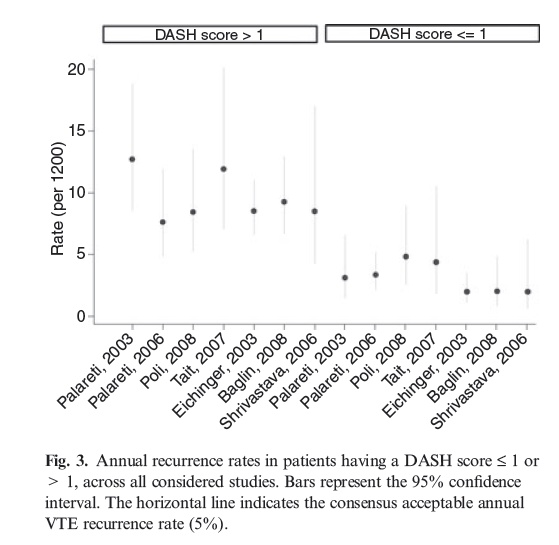 DASH score > 1
DASH score <= 1
20
15
10
5
0
Rate (per 1200)
Palareti, 2003
Palareti, 2006
Poli, 2008
Tait, 2007
Eichinger, 2003
Baglin, 2008
Shrivastava, 2006
Palareti, 2003
Palareti, 2006
Poli, 2008
Tait, 2007
Eichinger, 2003
Baglin, 2008
Shrivastava, 2006
Fig. 3. Annual recurrence rates in patients having a DASH score ≤ 1 or
> 1, across all considered studies. Bars represent the 95% confidence
interval. The horizontal line indicates the consensus acceptable annual
VTE recurrence rate (5%).